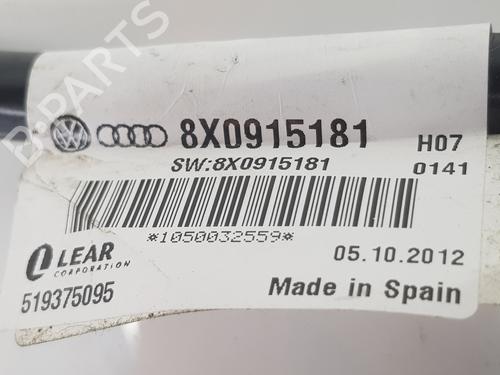 B-PARTS
8X0915181
H07
SW:8X0915181
0141
*1050032559*
LEAR
CORPORATION
05.10.2012
519375095
Made in Spain